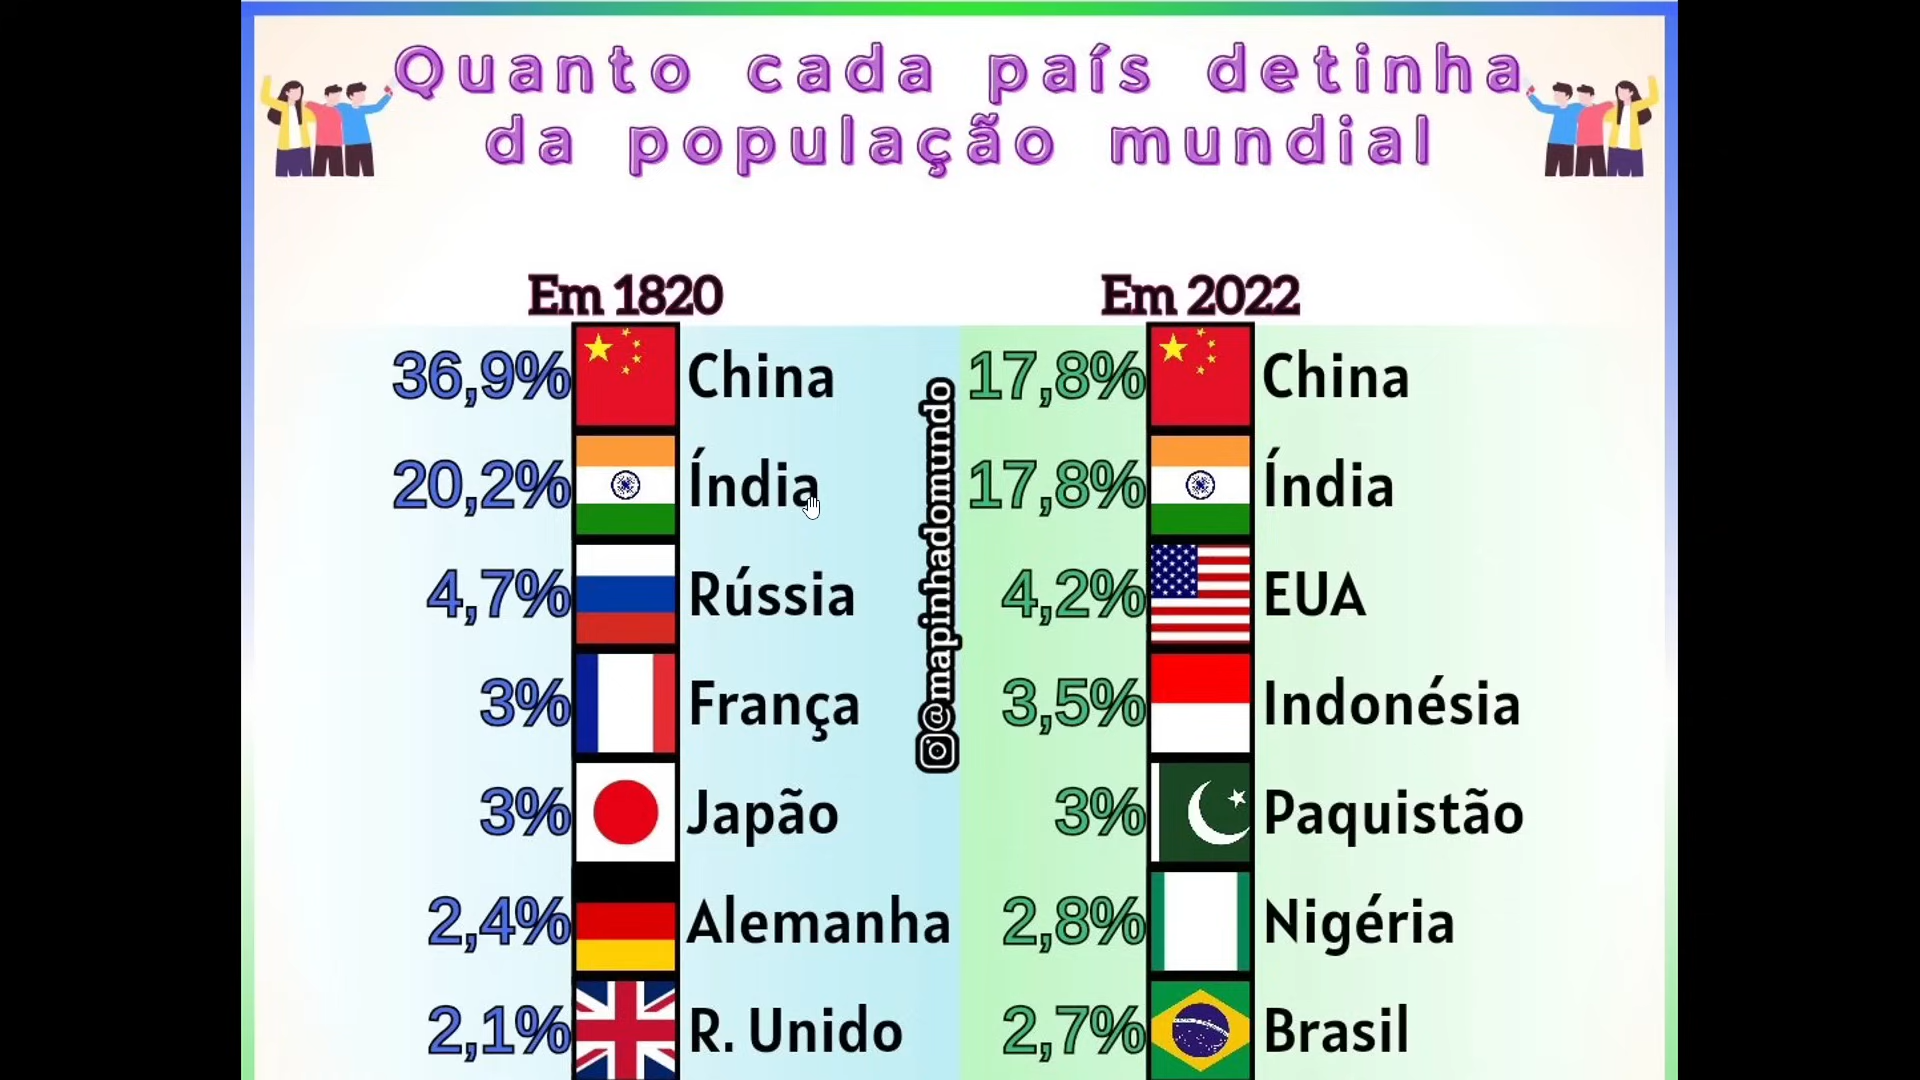 Quanto cada país detinha
da população mundial
Em 1820
36,9% China
20,2% Índia
4,7% Rússia
3% França
3% Japão
2,4% Alemanha
2,1% R. Unido
@mapinhadomundo
Em 2022
17,8% China
17,8% Índia
4,2% EUA
3,5% Indonésia
3% Paquistão
2,8% Nigéria
2,7% Brasil